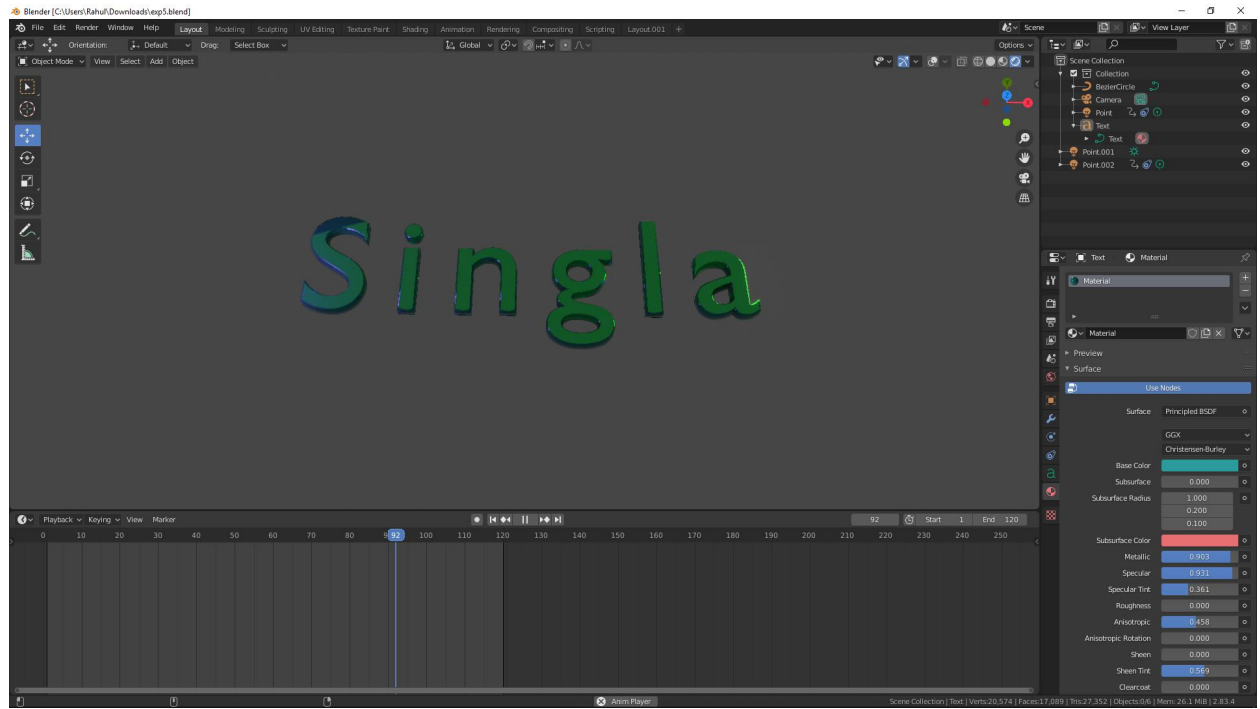 Blender [C:\Users\Rahul\Downloads\exp5.blend]
File Edit Render Window Help Layout Modeling Sculpting UV Editing Texture Paint Shading Animation Rendering Compositing Scripting Layout.001 + Scene View Layer
Orientation: Default Drag: Select Box Global Options
Object Mode View Select Add Object
Scene Collection
Collection
BezierCircle
Camera
Point
Text
Text
Point.001
Point.002
Y
Z
X
Singla
Text Material
Material
Material
Preview
Surface
Use Nodes
Surface Principled BSDF
GGX
Christensen-Burley
Base Color
Subsurface 0.000
Subsurface Radius 1.000
0.200
0.100
Subsurface Color
Metallic 0.903
Specular 0.931
Specular Tint 0.361
Roughness 0.000
Anisotropic 0.458
Anisotropic Rotation 0.000
Sheen 0.000
Sheen Tint 0.569
Clearcoat 0.000
Playback Keying View Marker 92 Start 1 End 120
0 10 20 30 40 50 60 70 80 9 92 100 110 120 130 140 150 160 170 180 190 200 210 220 230 240 250
Anim Player
Scene Collection | Text | Verts:20,574 | Faces:17,089 | Tris:27,352 | Objects:0/6 | Mem: 26.1 MiB | 2.83.4